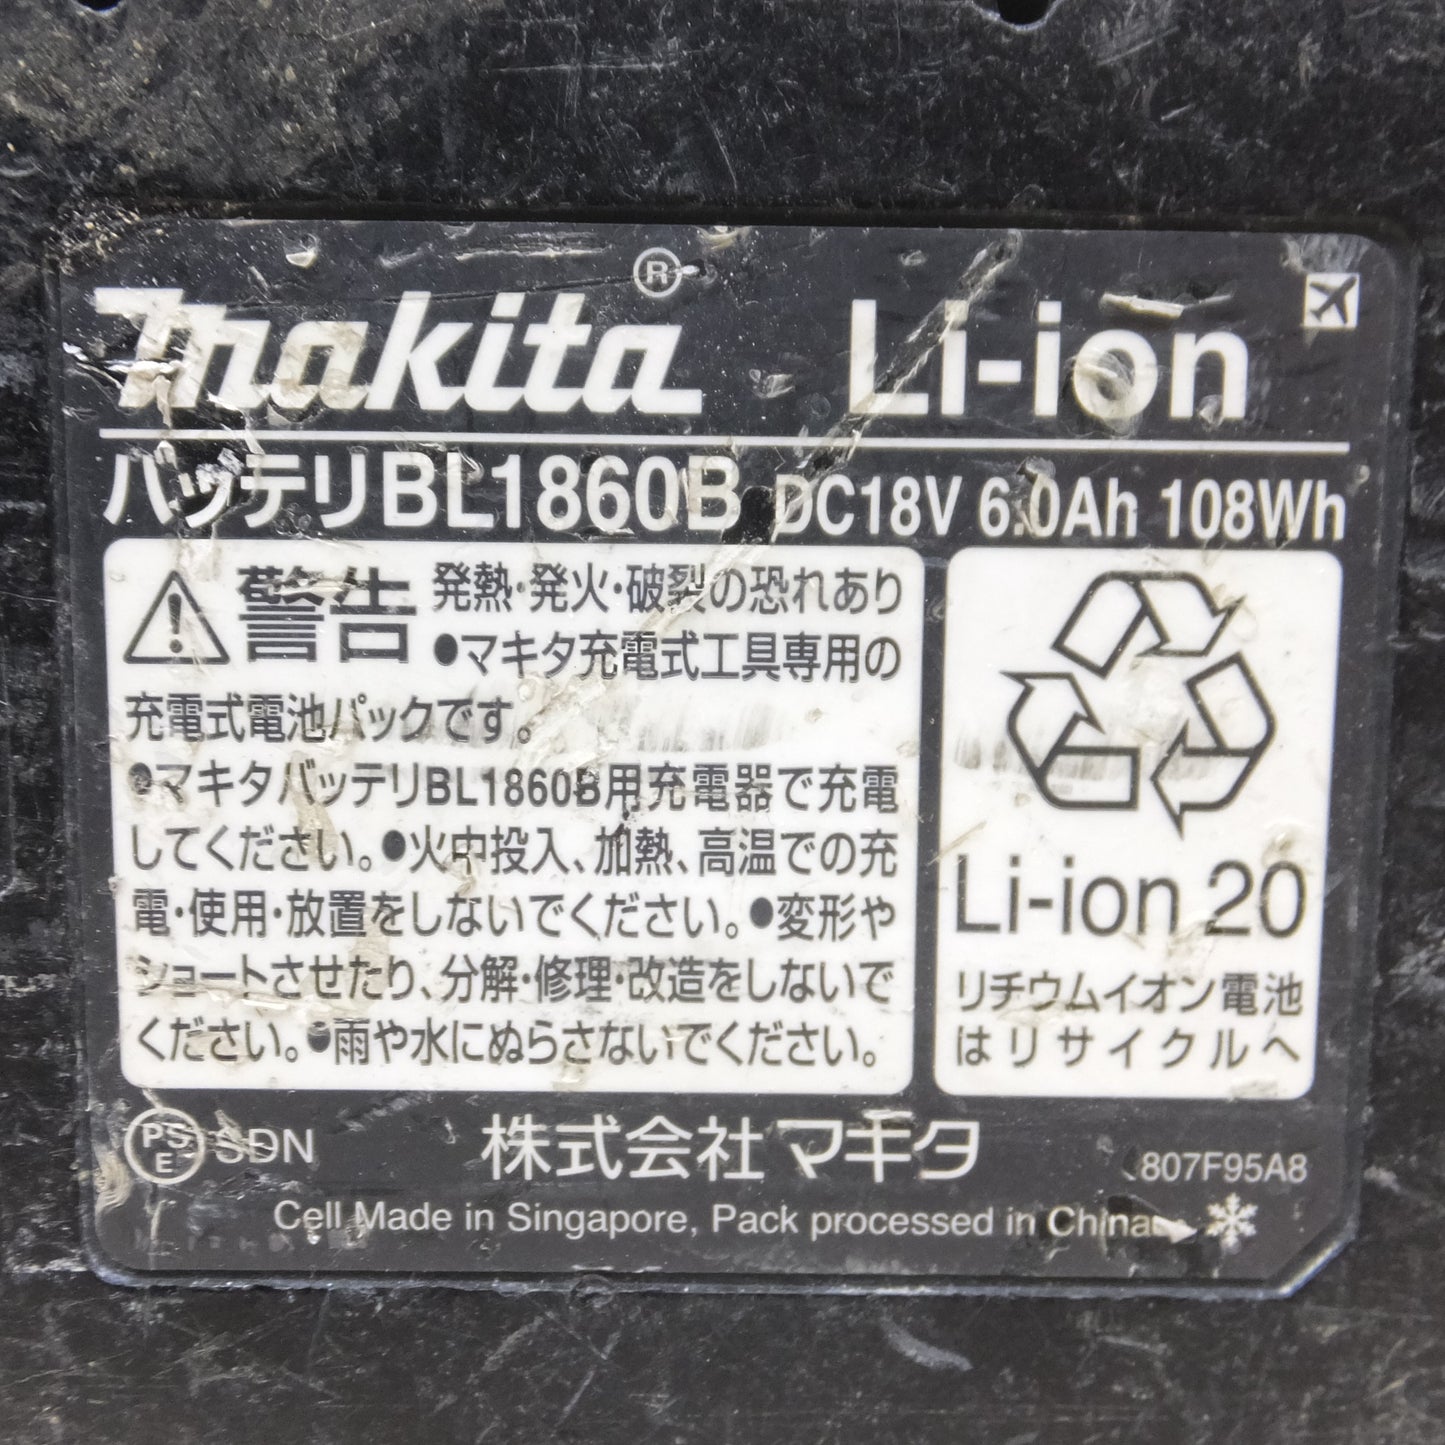 makita® Li-ion
バッテリBL1860B DC18V 6.0Ah 108Wh
警告 発熱・発火・破裂の恐れあり
●マキタ充電式工具専用の
充電式電池パックです。
●マキタバッテリBL1860B用充電器で充電
してください。●火中投入、加熱、高温での充
電・使用・放置をしないでください。●変形や
ショートさせたり、分解・修理・改造をしないで
ください。●雨や水にぬらさないでください。
Li-ion 20
リチウムイオン電池
はリサイクルへ
PSE SDN 株式会社マキタ 807F95A8
Cell Made in Singapore, Pack processed in China